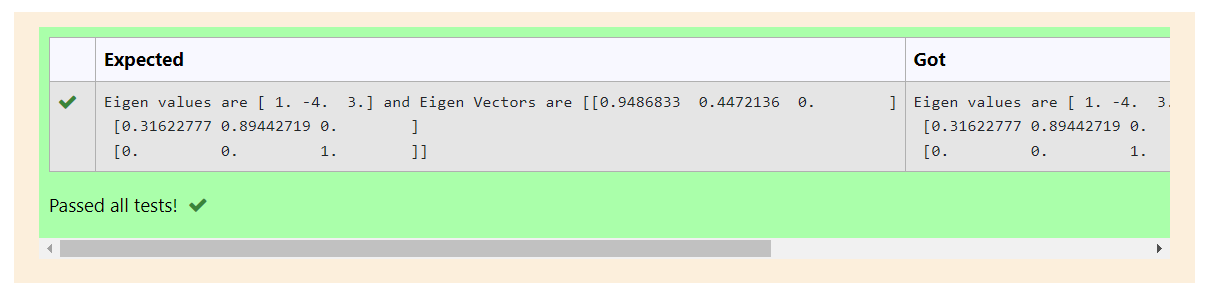 Expected Got
Eigen values are [ 1. -4.  3.] and Eigen Vectors are [[0.9486833  0.4472136  0.        ] Eigen values are [ 1. -4.  3.
[0.31622777 0.89442719 0.        ] [0.31622777 0.89442719 0.
[0.         0.         1.        ]] [0.         0.         1.
Passed all tests!